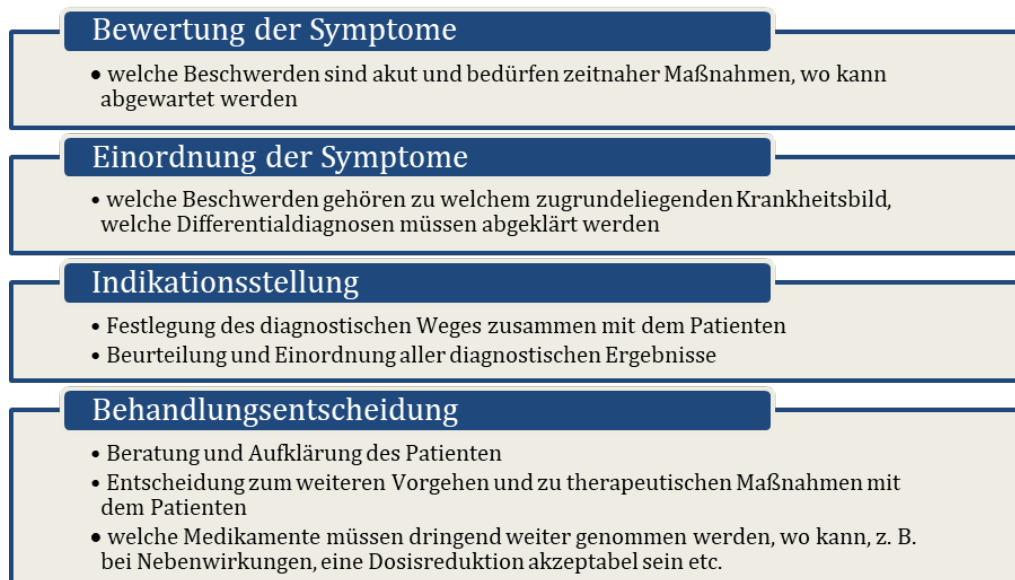 Bewertung der Symptome
• welche Beschwerden sind akut und bedürfen zeitnaher Maßnahmen, wo kann
abgewartet werden
Einordnung der Symptome
• welche Beschwerden gehören zu welchem zugrundeliegenden Krankheitsbild,
welche Differentialdiagnosen müssen abgeklärt werden
Indikationsstellung
• Festlegung des diagnostischen Weges zusammen mit dem Patienten
• Beurteilung und Einordnung aller diagnostischen Ergebnisse
Behandlungsentscheidung
• Beratung und Aufklärung des Patienten
• Entscheidung zum weiteren Vorgehen und zu therapeutischen Maßnahmen mit
dem Patienten
• welche Medikamente müssen dringend weiter genommen werden, wo kann, z. B.
bei Nebenwirkungen, eine Dosisreduktion akzeptabel sein etc.